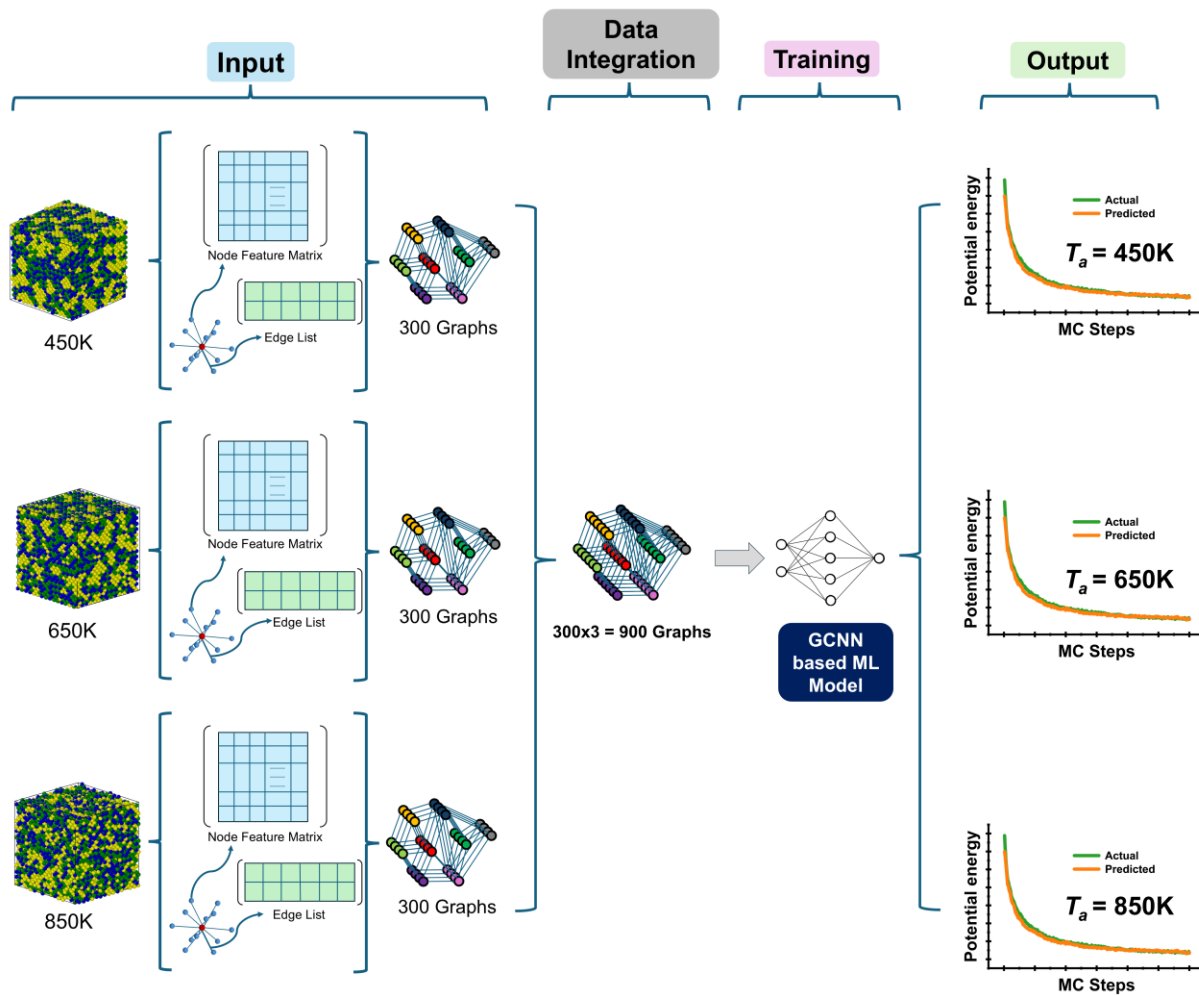 Input
Data
Integration
Training
Output
450K
Node Feature Matrix
Edge List
300 Graphs
650K
Node Feature Matrix
Edge List
300 Graphs
850K
Node Feature Matrix
Edge List
300 Graphs
300x3 = 900 Graphs
GCNN
based ML
Model
Potential energy
Actual
Predicted
Ta = 450K
MC Steps
Potential energy
Actual
Predicted
Ta = 650K
MC Steps
Potential energy
Actual
Predicted
Ta = 850K
MC Steps